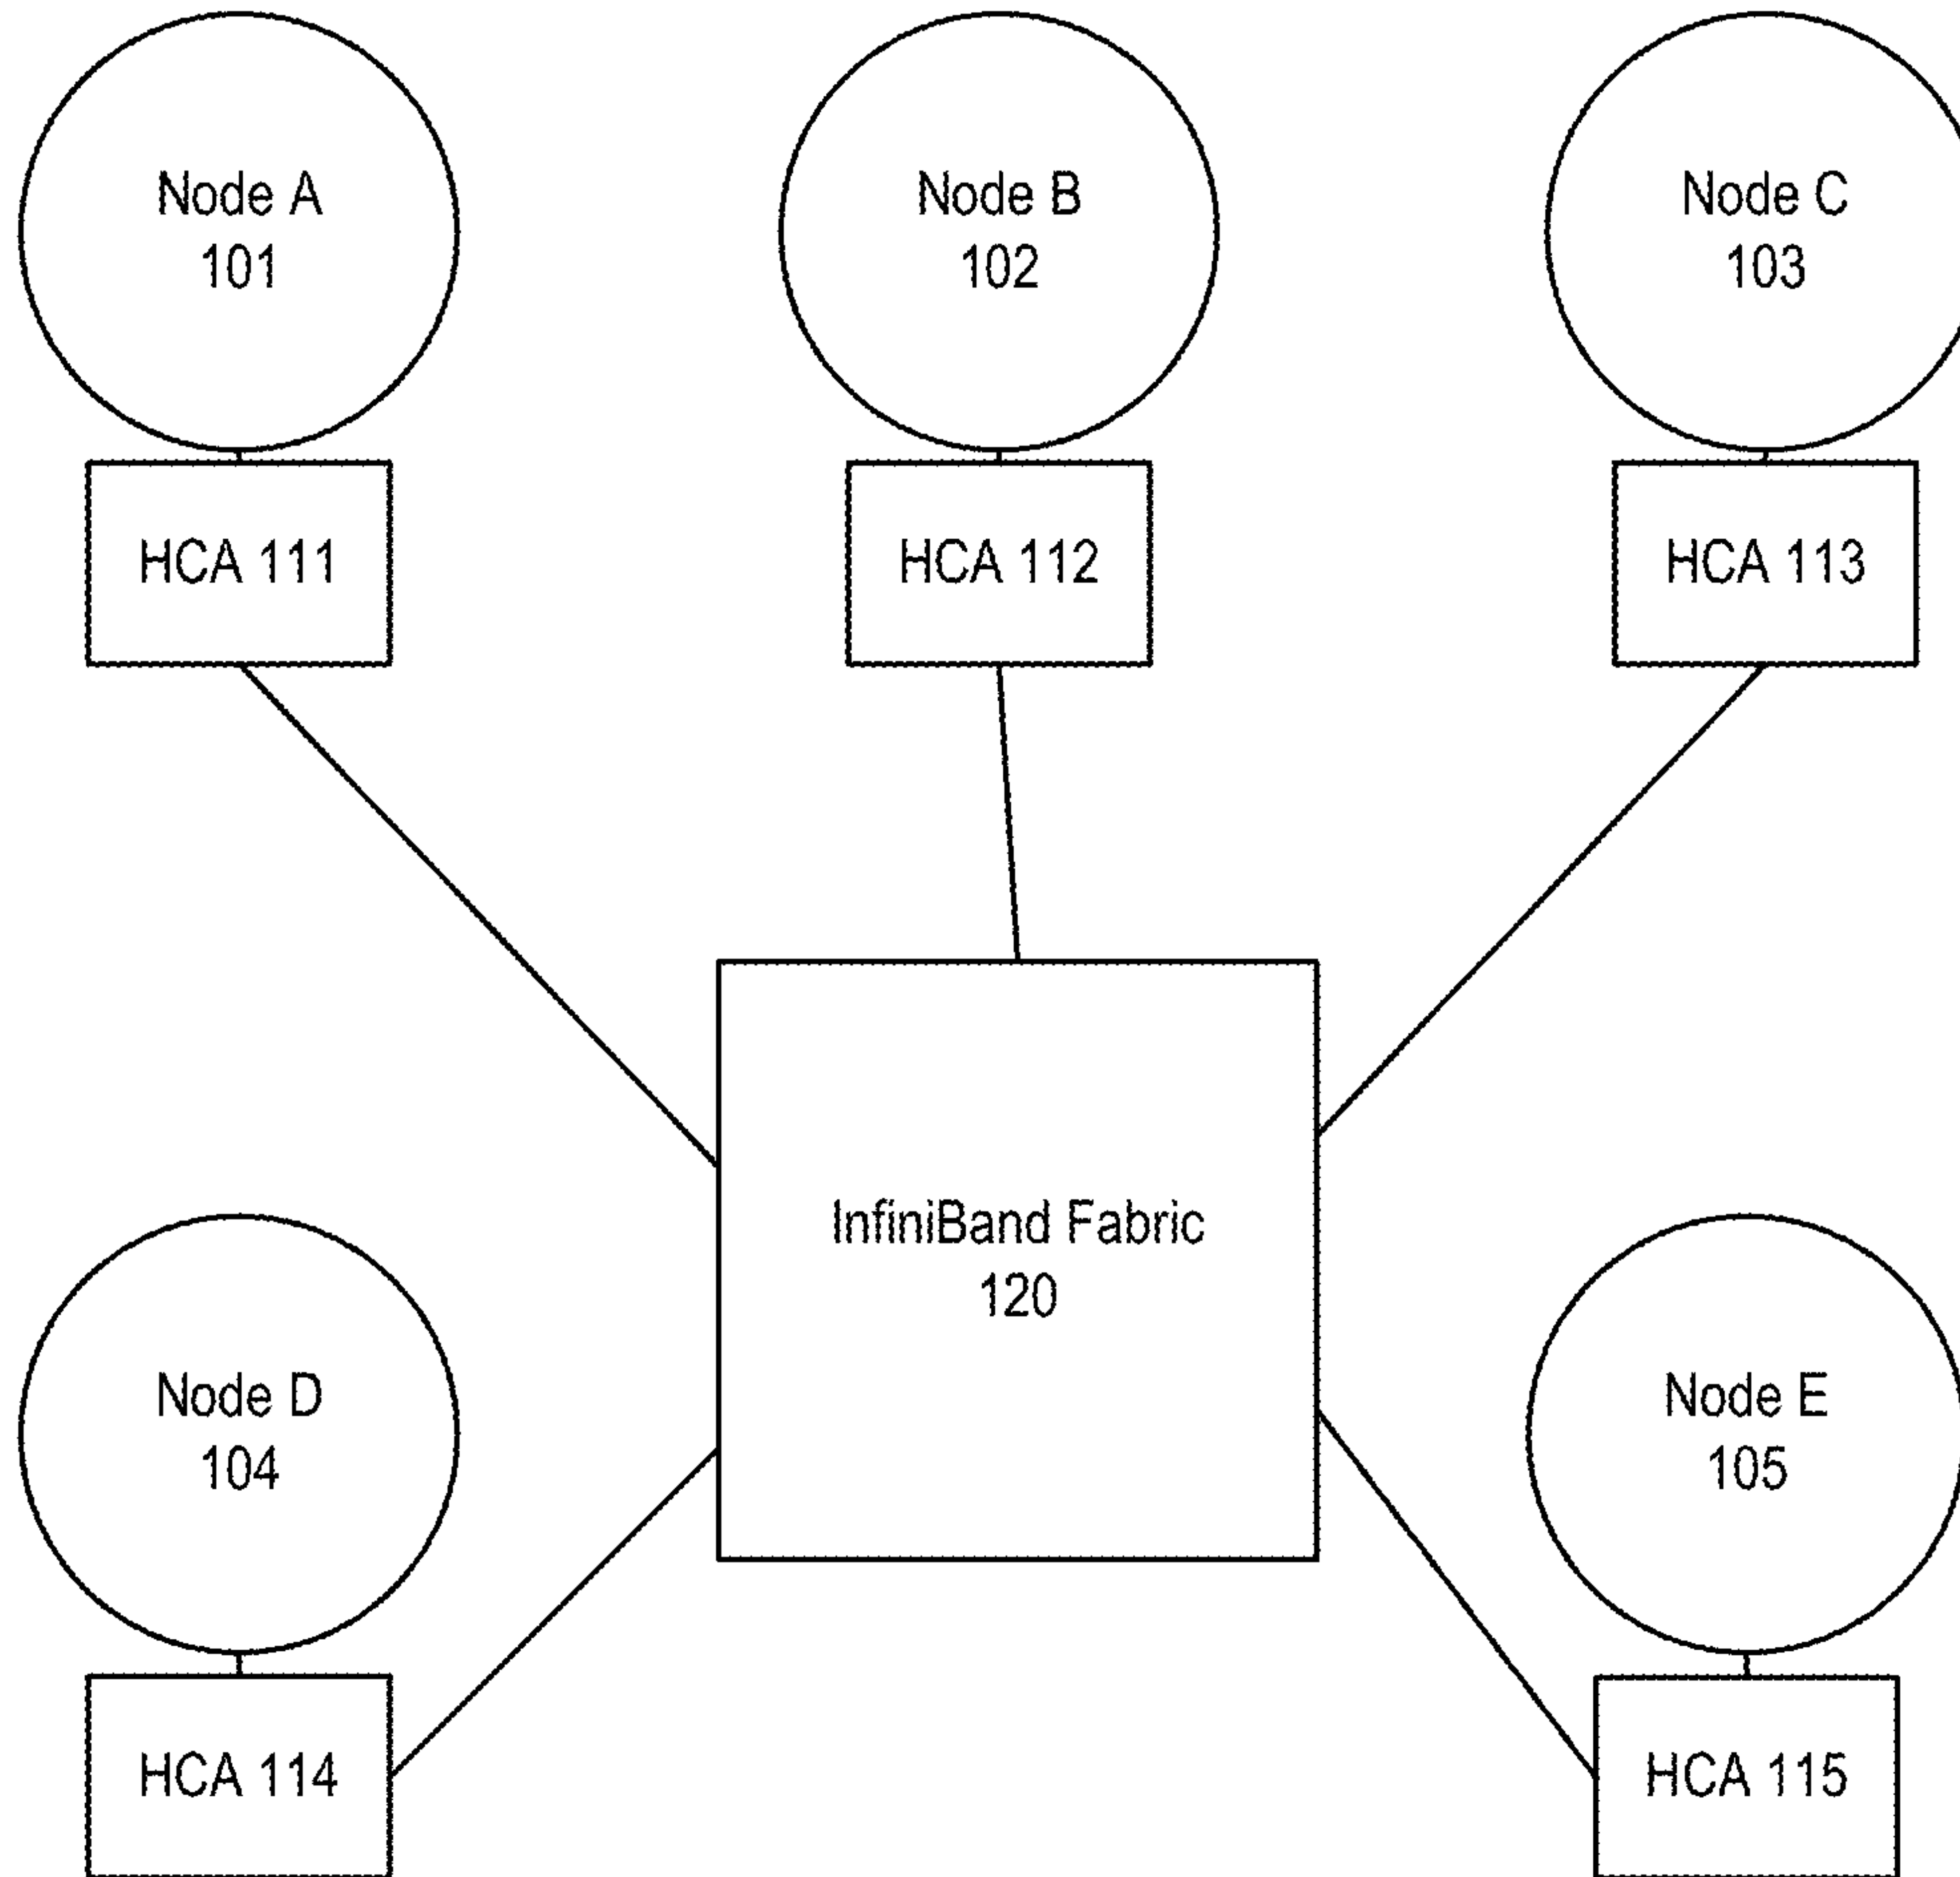 Node A
101
Node B
102
Node C
103
HCA 111
HCA 112
HCA 113
InfiniBand Fabric
120
Node D
104
Node E
105
HCA 114
HCA 115